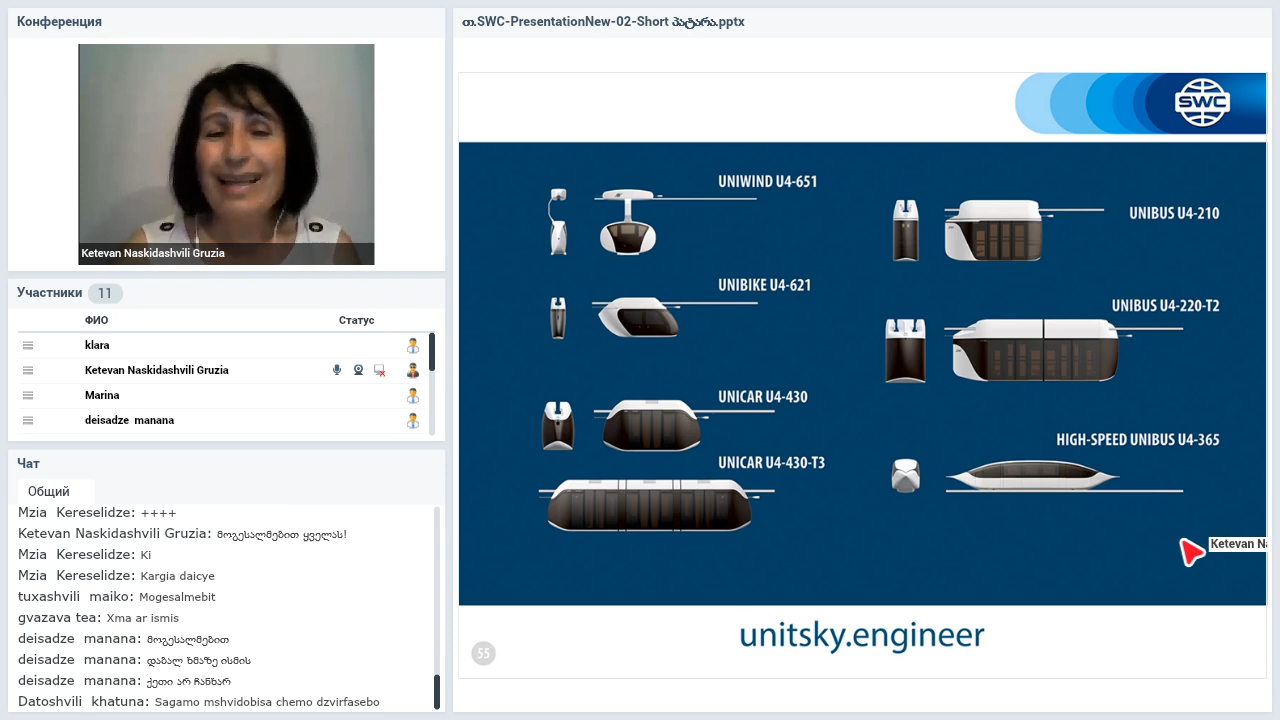 Конференция
Ketevan Naskidashvili Gruzia
Участники 11
ФИО Статус
klara
Ketevan Naskidashvili Gruzia
Marina
deisadze manana
Чат
Общий
Mzia Kereselidze: ++++
Ketevan Naskidashvili Gruzia: მოგესალმებით ყველას!
Mzia Kereselidze: Ki
Mzia Kereselidze: Kargia daicye
tuxashvili maiko: Mogesalmebit
gvazava tea: Xma ar ismis
deisadze manana: მოგესალმებით
deisadze manana: დაბალ ხმაზე ისმის
deisadze manana: ქეთი არ ჩანხარ
Datoshvili khatuna: Sagamo mshvidobisa chemo dzvirfasebo
თ.SWC-PresentationNew-02-Short პატარა.pptx
SWC
UNIWIND U4-651
UNIBIKE U4-621
UNICAR U4-430
UNICAR U4-430-T3
UNIBUS U4-210
UNIBUS U4-220-T2
HIGH-SPEED UNIBUS U4-365
Ketevan Na
55
unitsky.engineer